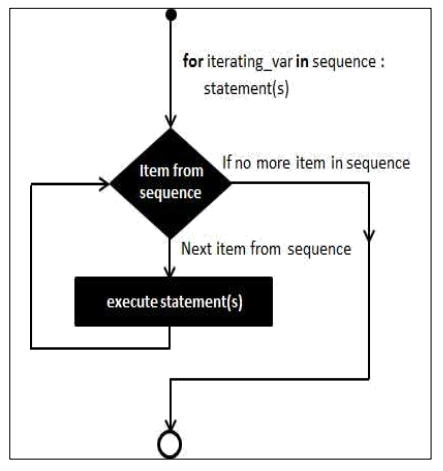 for iterating_var in sequence :
statement(s)
If no more item in sequence
Item from
sequence
Next item from sequence
execute statement(s)